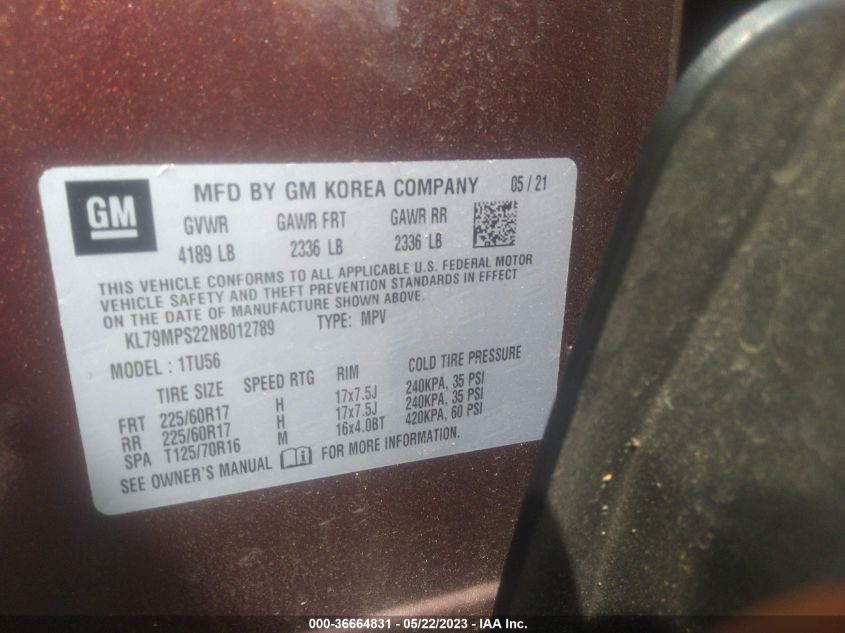 GM
MFD BY GM KOREA COMPANY 05 / 21
GVWR GAWR FRT GAWR RR
4189 LB 2336 LB 2336 LB
THIS VEHICLE CONFORMS TO ALL APPLICABLE U.S. FEDERAL MOTOR
VEHICLE SAFETY AND THEFT PREVENTION STANDARDS IN EFFECT
ON THE DATE OF MANUFACTURE SHOWN ABOVE.
KL79MPS22NB012789 TYPE: MPV
MODEL : 1TU56
TIRE SIZE SPEED RTG RIM COLD TIRE PRESSURE
FRT 225/60R17 H 17x7.5J 240KPA, 35 PSI
RR 225/60R17 H 17x7.5J 240KPA, 35 PSI
SPA T125/70R16 M 16x4.0BT 420KPA, 60 PSI
SEE OWNER'S MANUAL FOR MORE INFORMATION.
000-36664831 - 05/22/2023 - IAA Inc.